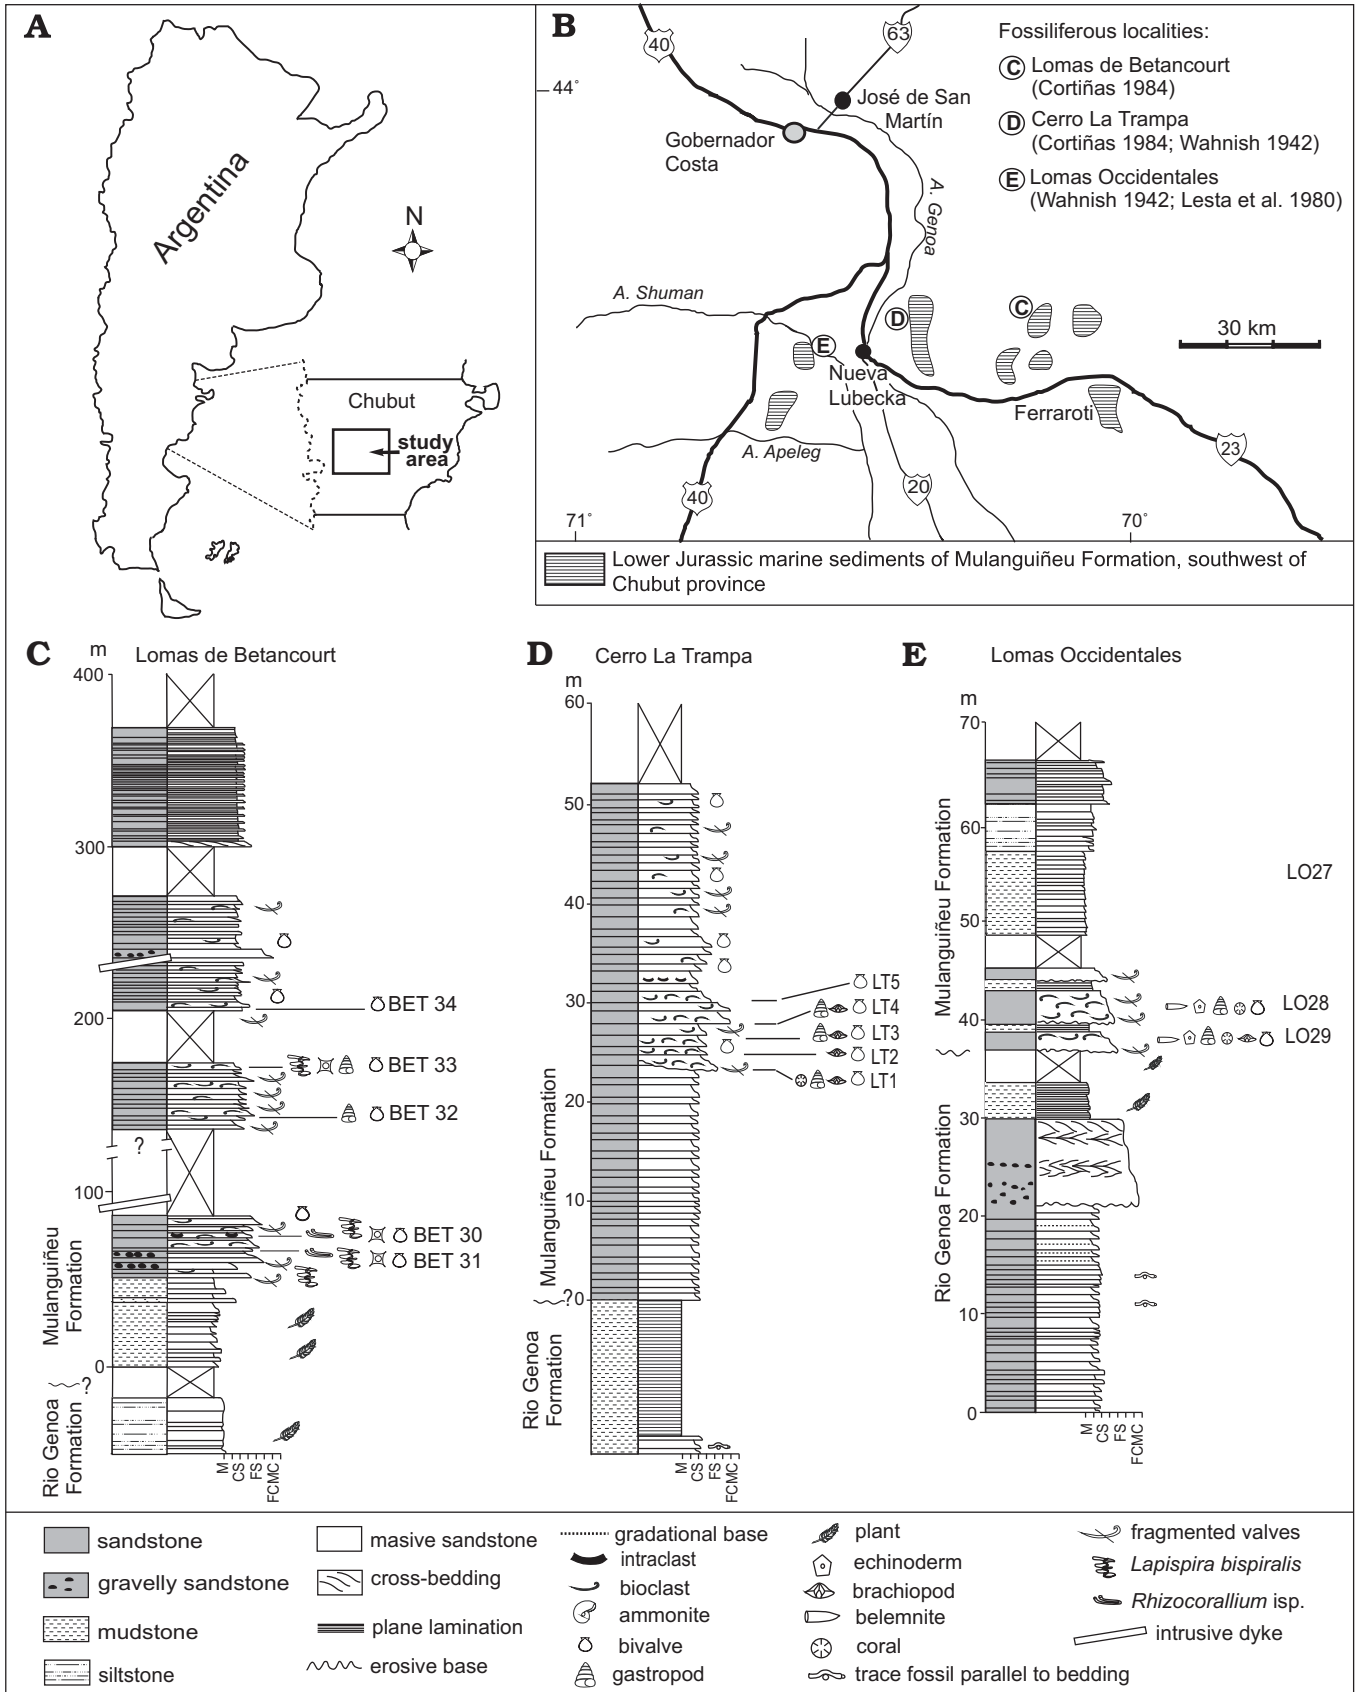 A
Argentina
N
Chubut
study
area
B
40
63
44°
José de San
Martín
Gobernador
Costa
A. Genoa
Fossiliferous localities:
C Lomas de Betancourt
(Cortiñas 1984)
D Cerro La Trampa
(Cortiñas 1984; Wahnish 1942)
E Lomas Occidentales
(Wahnish 1942; Lesta et al. 1980)
A. Shuman
D
C
E
30 km
Nueva
Lubecka
Ferraroti
A. Apeleg
40
20
23
71°
70°
Lower Jurassic marine sediments of Mulanguiñeu Formation, southwest of
Chubut province
C
Lomas de Betancourt
m
400
300
200
100
0
?
?
BET 34
BET 33
BET 32
BET 30
BET 31
Mulanguiñeu
Formation
Rio Genoa
Formation
M
CS
FS
FCMC
D
Cerro La Trampa
m
60
50
40
30
20
10
0
?
LT5
LT4
LT3
LT2
LT1
Mulanguiñeu Formation
Rio Genoa
Formation
M
CS
FS
FCMC
E
Lomas Occidentales
m
70
60
50
40
30
20
10
0
LO27
LO28
LO29
Mulanguiñeu Formation
Rio Genoa Formation
M
CS
FS
FCMC
sandstone
gravelly sandstone
mudstone
siltstone
masive sandstone
cross-bedding
plane lamination
erosive base
gradational base
intraclast
bioclast
ammonite
bivalve
gastropod
plant
echinoderm
brachiopod
belemnite
coral
trace fossil parallel to bedding
fragmented valves
Lapispira bispiralis
Rhizocorallium isp.
intrusive dyke